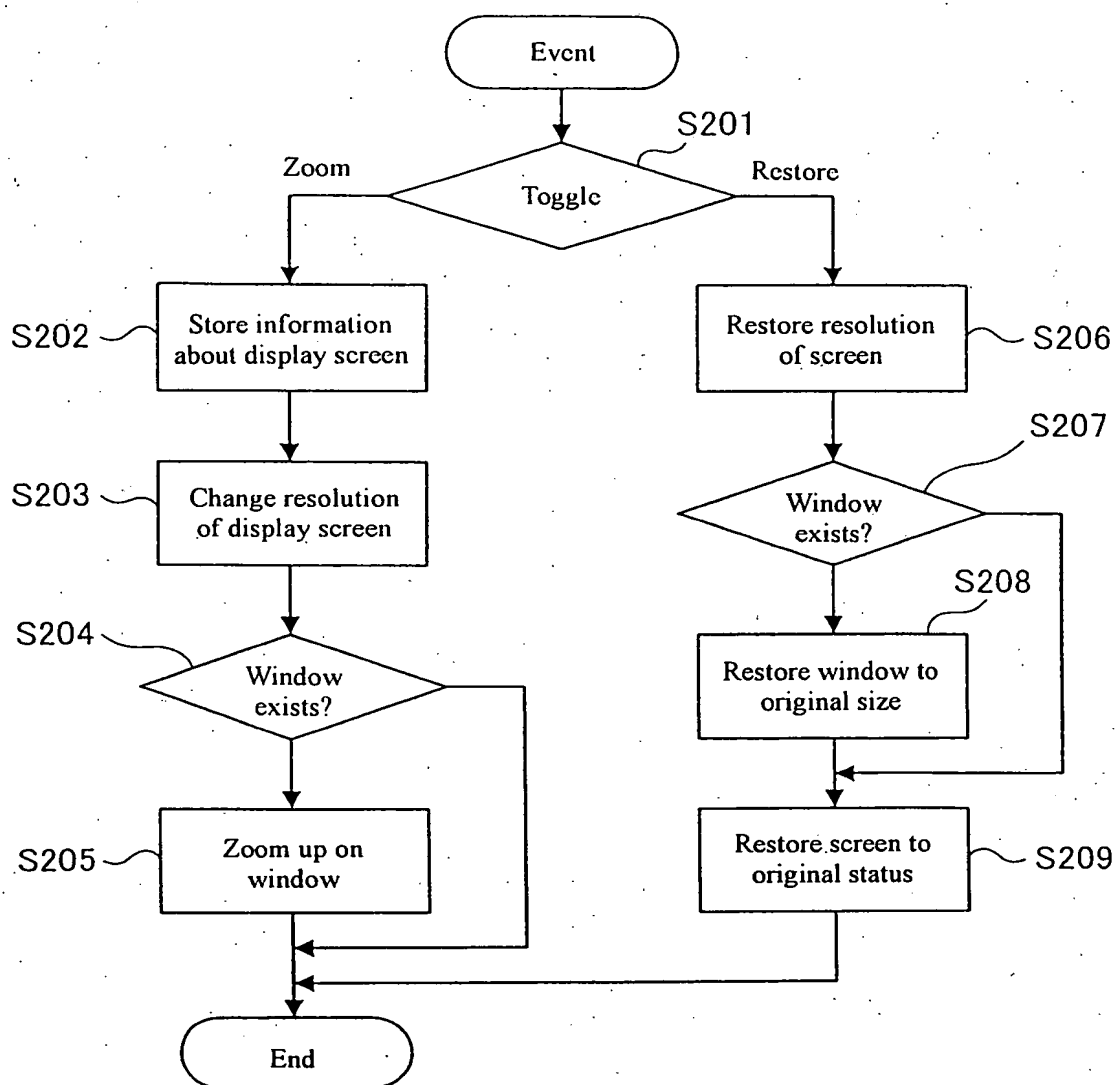 Event
S201
Zoom
Restore
Toggle
S202
Store information
about display screen
Restore resolution
of screen
S206
S207
S203
Change resolution
of display screen
Window
exists?
S208
S204
Window
exists?
Restore window to
original size
S205
Zoom up on
window
Restore screen to
original status
S209
End